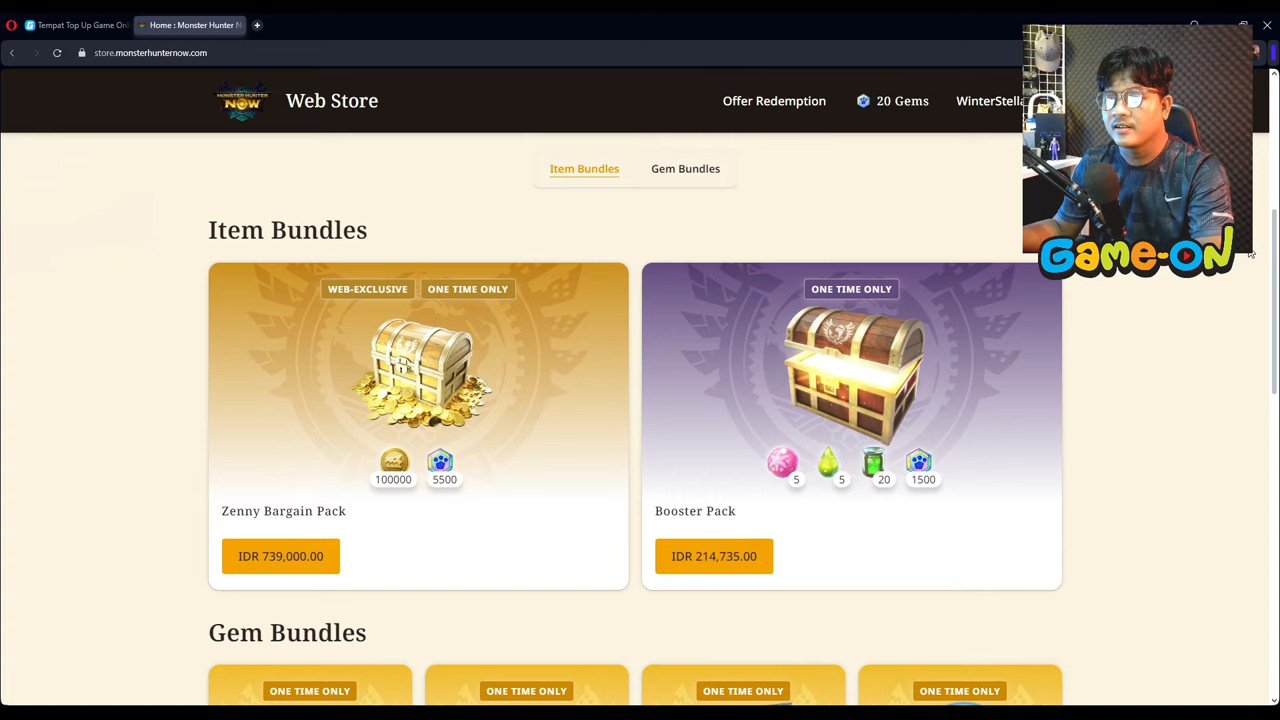 Tempat Top Up Game On
Home : Monster Hunter N
store.monsterhunternow.com
MONSTER HUNTER
NOW
Web Store
Offer Redemption
20 Gems
WinterStella
Item Bundles
Gem Bundles
Game-ON
Item Bundles
WEB-EXCLUSIVE
ONE TIME ONLY
100000
5500
Zenny Bargain Pack
IDR 739,000.00
ONE TIME ONLY
5
5
20
1500
Booster Pack
IDR 214,735.00
Gem Bundles
ONE TIME ONLY
ONE TIME ONLY
ONE TIME ONLY
ONE TIME ONLY